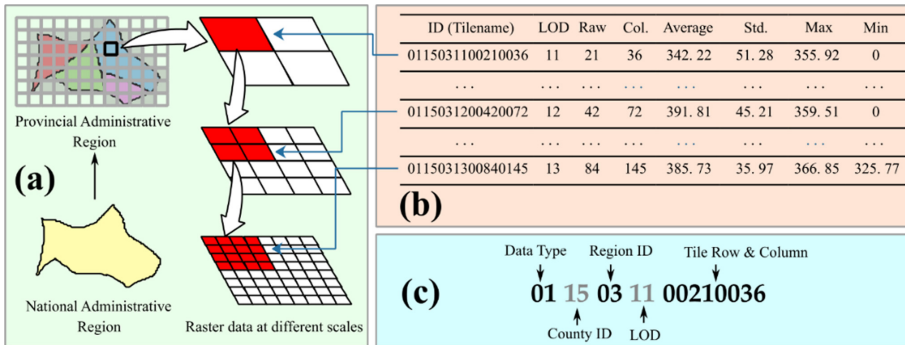 (a)
Provincial Administrative
Region
National Administrative
Region
Raster data at different scales
ID (Tilename) LOD Raw Col. Average Std. Max Min
0115031100210036 11 21 36 342. 22 51. 28 355. 92 0
... ... ... ... ... ... ... ...
0115031200420072 12 42 72 391. 81 45. 21 359. 51 0
... ... ... ... ... ... ... ...
0115031300840145 13 84 145 385. 73 35. 97 366. 85 325. 77
(b)
Data Type Region ID Tile Row & Column
(c) 01 15 03 11 00210036
County ID LOD